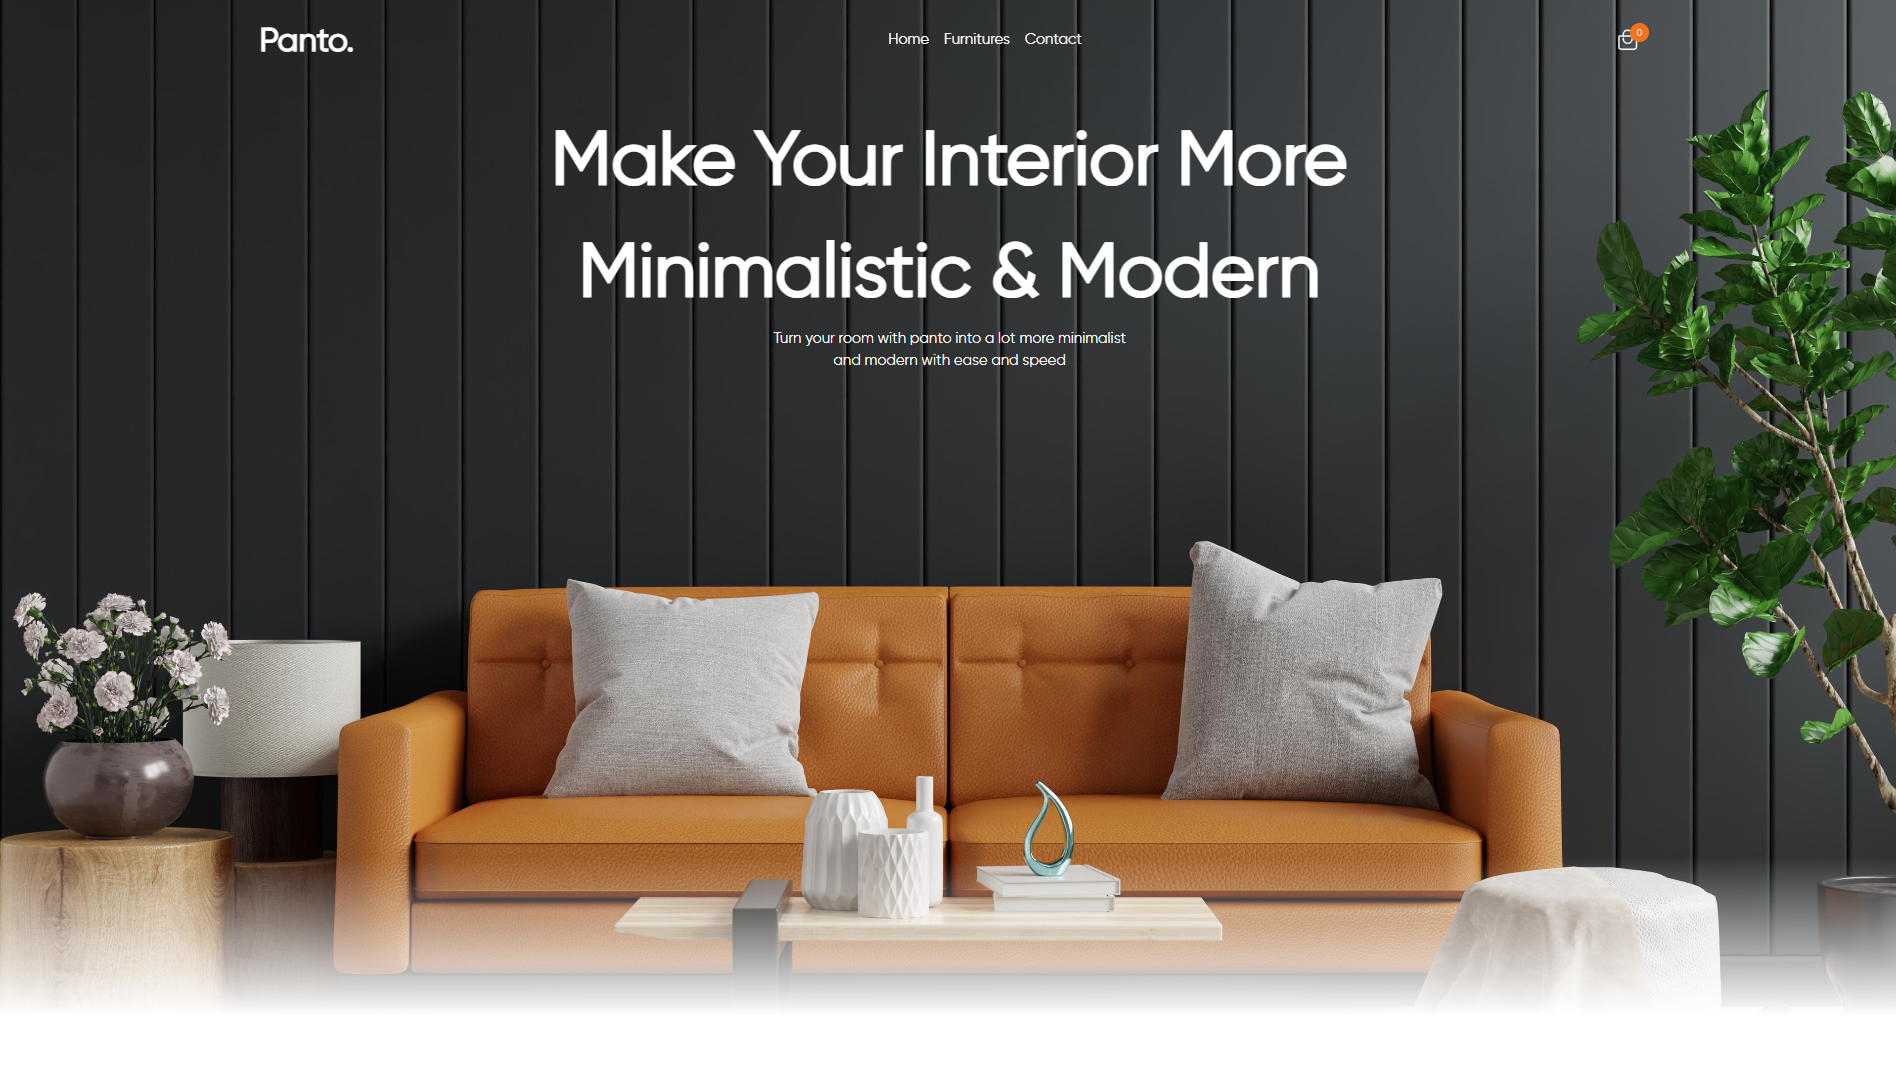 Panto.
Home Furnitures Contact
0
Make Your Interior More
Minimalistic & Modern
Turn your room with panto into a lot more minimalist
and modern with ease and speed